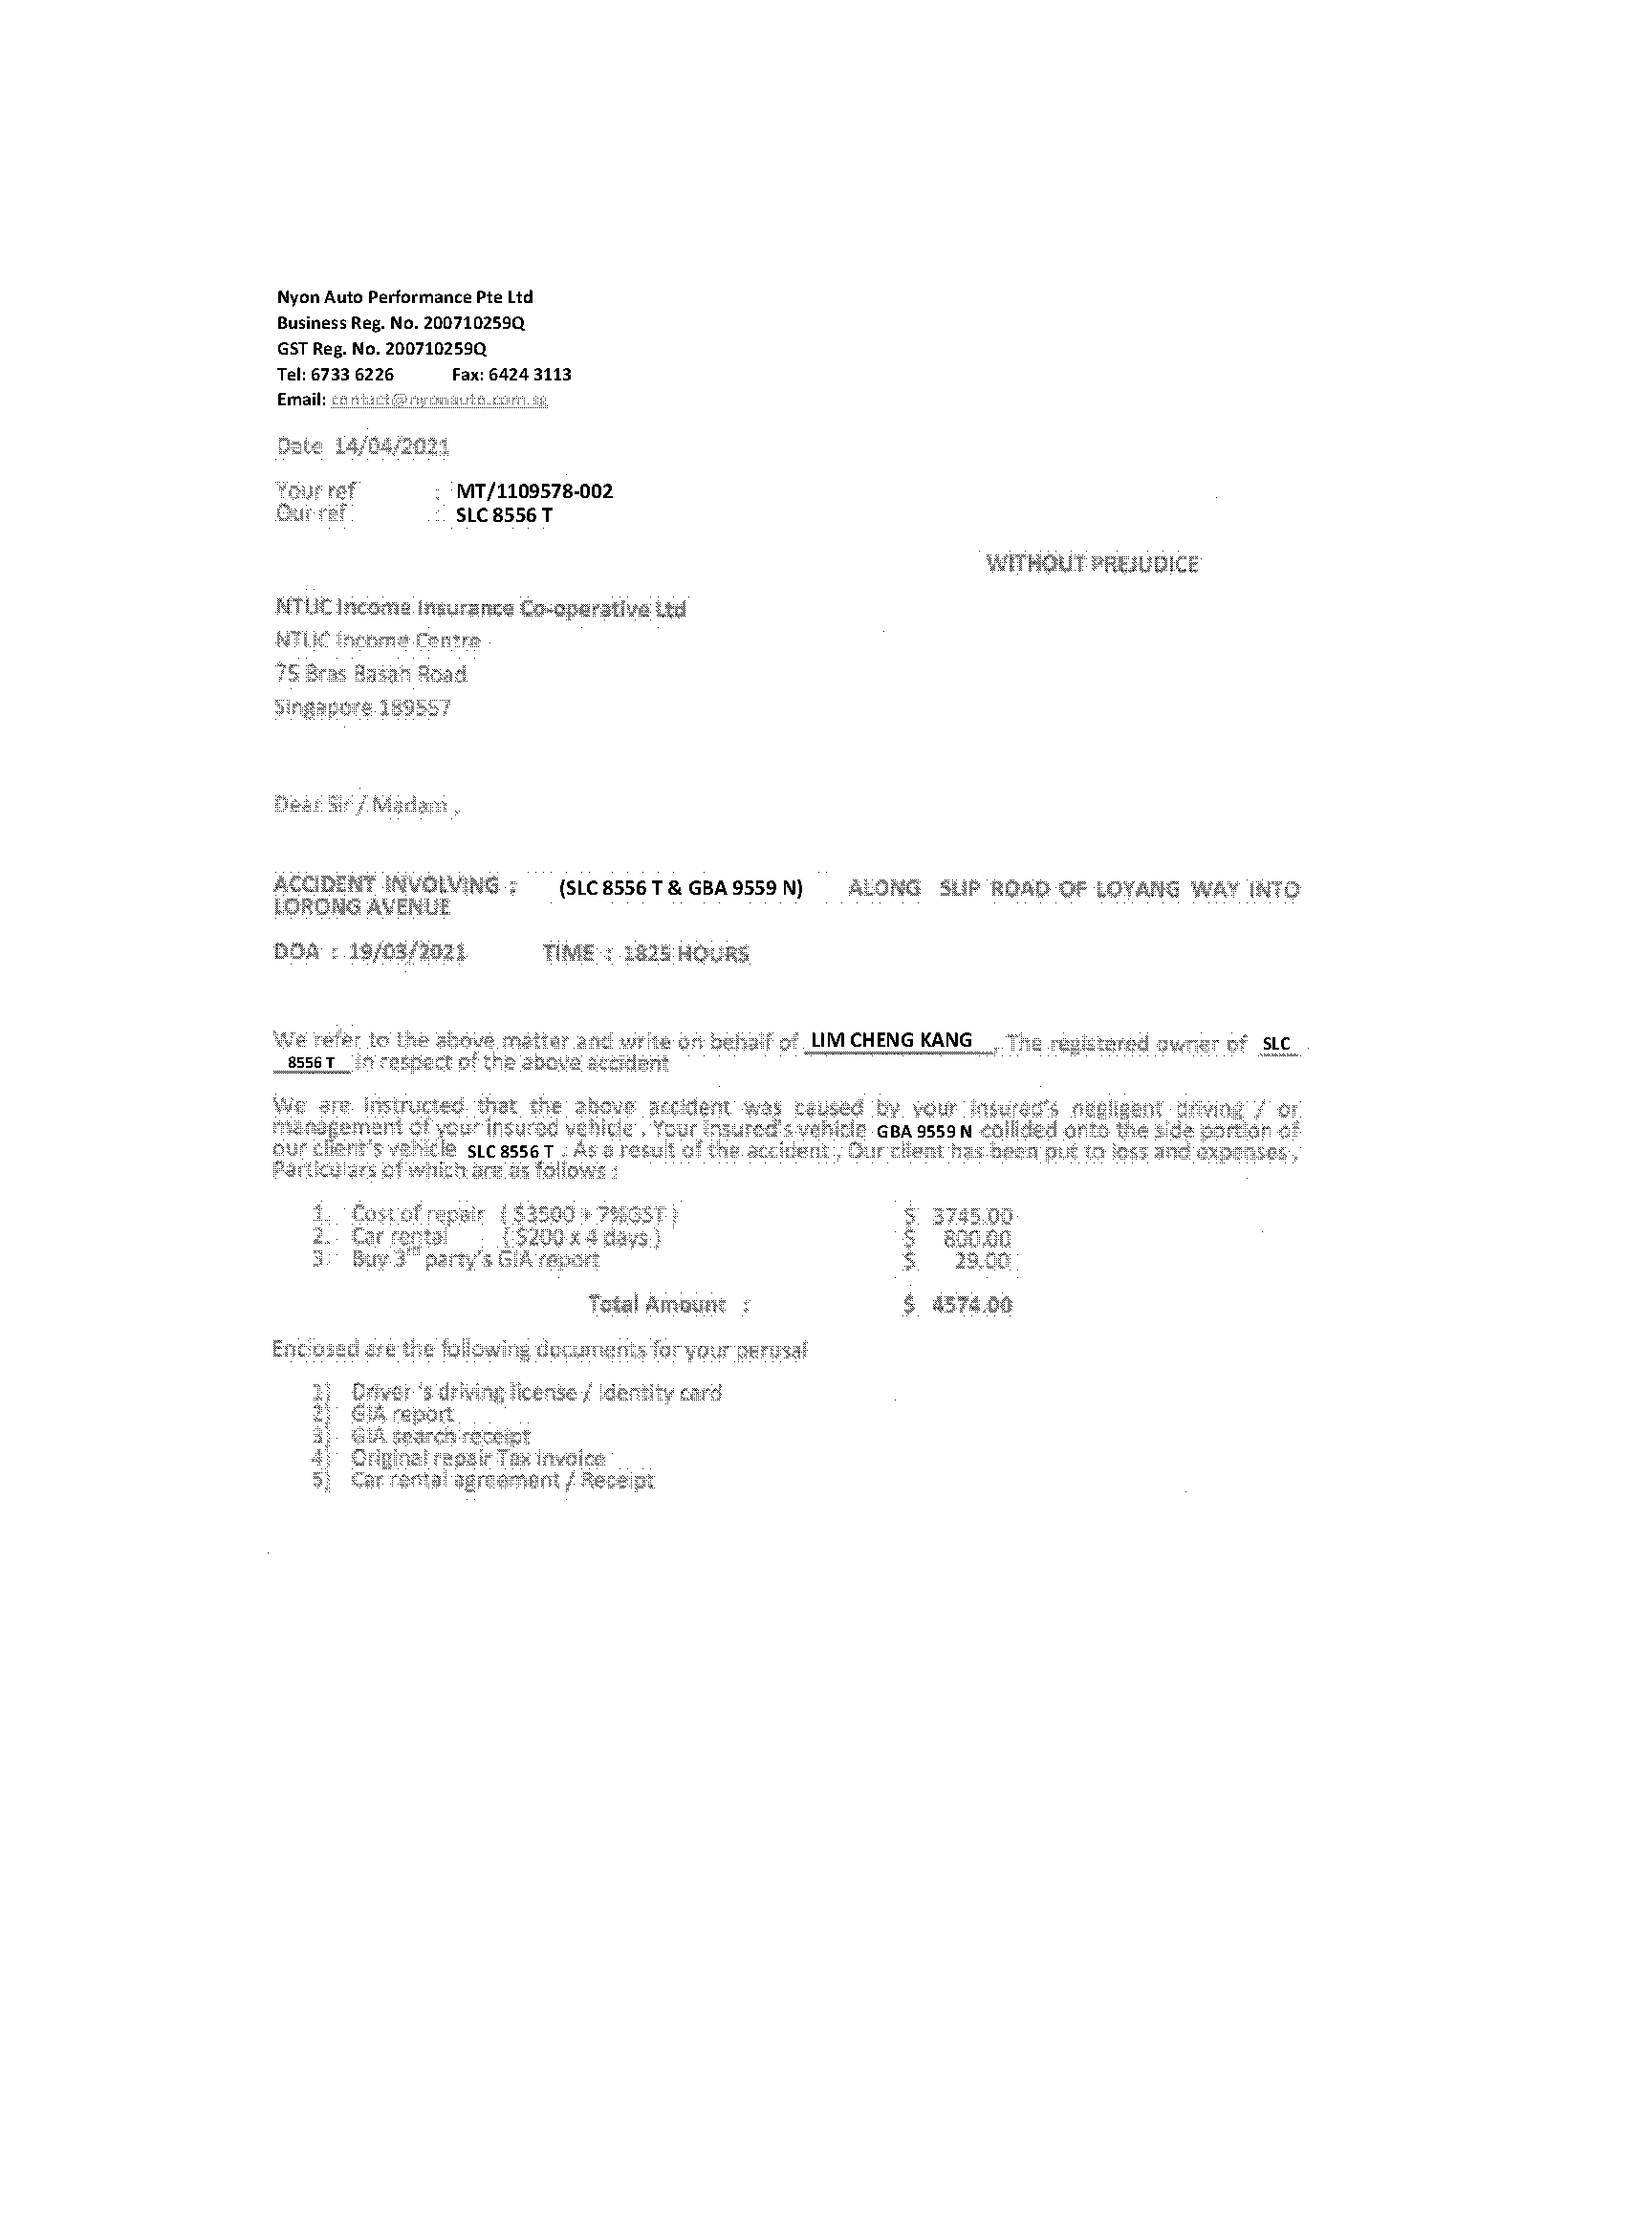 Nyon Auto Performance Pte Ltd
Business Reg. No. 200710259Q
GST Reg. No. 200710259Q
Tel: 6733 6226 Fax: 6424 3113
Email: contact@nyonauto.com.sg
Date 14/04/2021
Your ref : MT/1109578-002
Our ref : SLC 8556 T
WITHOUT PREJUDICE
NTUC Income Insurance Co-operative Ltd
NTUC Income Centre
75 Bras Basah Road
Singapore 189557
Dear Sir / Madam ,
ACCIDENT INVOLVING : (SLC 8556 T & GBA 9559 N) ALONG SLIP ROAD OF LOYANG WAY INTO
LORONG AVENUE
DOA : 19/03/2021 TIME : 1825 HOURS
We refer to the above matter and write on behalf of LIM CHENG KANG , The registered owner of SLC
8556 T in respect of the above accident
We are instructed that the above accident was caused by your insured's negligent driving / or
management of your insured vehicle . Your insured's vehicle GBA 9559 N collided onto the side portion of
our client's vehicle SLC 8556 T . As a result of the accident , Our client has been put to loss and expenses .
Particulars of which are as follows :
1. Cost of repair ( $3500 + 7%GST ) $ 3745.00
2. Car rental ( $200 x 4 days ) $ 800.00
3. Buy 3rd party's GIA report $ 29.00
Total Amount : $ 4574.00
Enclosed are the following documents for your perusal
1) Driver 's driving license / identity card
2) GIA report
3) GIA search receipt
4) Original repair Tax invoice
5) Car rental agreement / Receipt